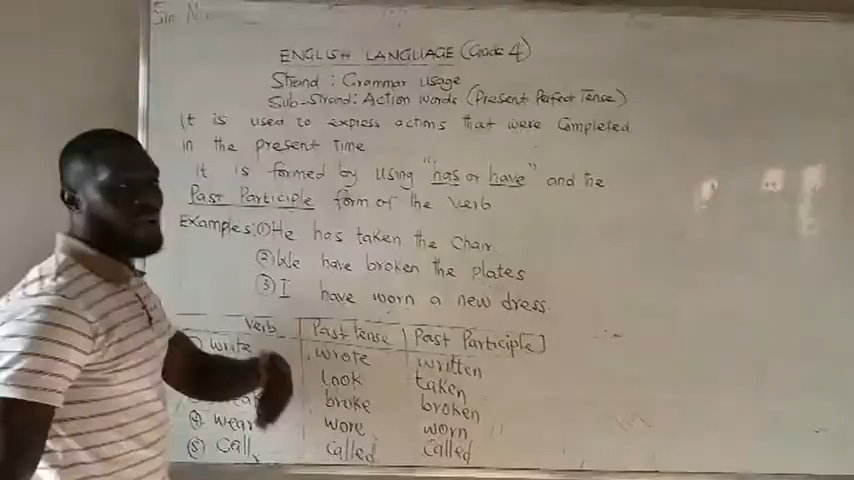 ENGLISH LANGUAGE (Grade 4)
Strand: Grammar Usage
Sub-Strand: Action words (Present Perfect Tense)
It is used to express actions that were completed
in the present time
It is formed by using "has or have" and the
Past Participle form of the verb
Examples: ① He has taken the chair
② We have broken the plates
③ I have worn a new dress
Verb Past tense Past Participle
write wrote written
took taken
broke broken
④ wear wore worn
⑤ Call called called